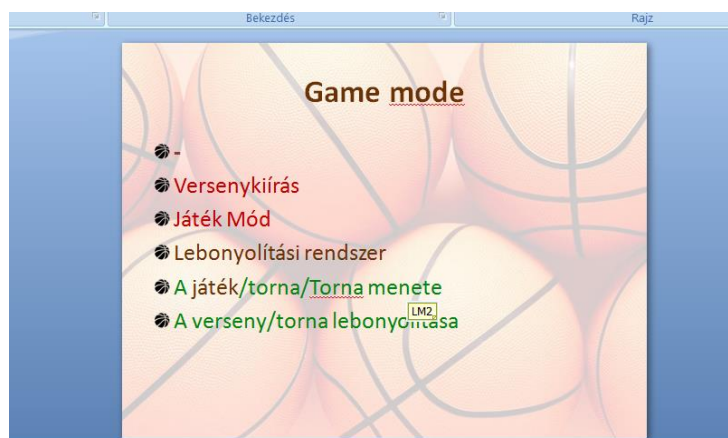 Bekezdés
Rajz
Game mode
-
Versenykiírás
Játék Mód
Lebonyolítási rendszer
A játék/torna/Torna menete
LM2
A verseny/torna lebonyolítása